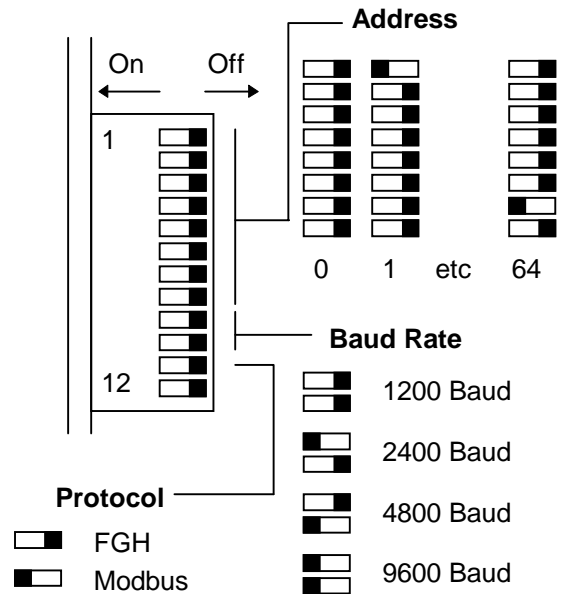 Address
On Off
1
0 1 etc 64
Baud Rate
12
1200 Baud
2400 Baud
Protocol
4800 Baud
FGH
9600 Baud
Modbus